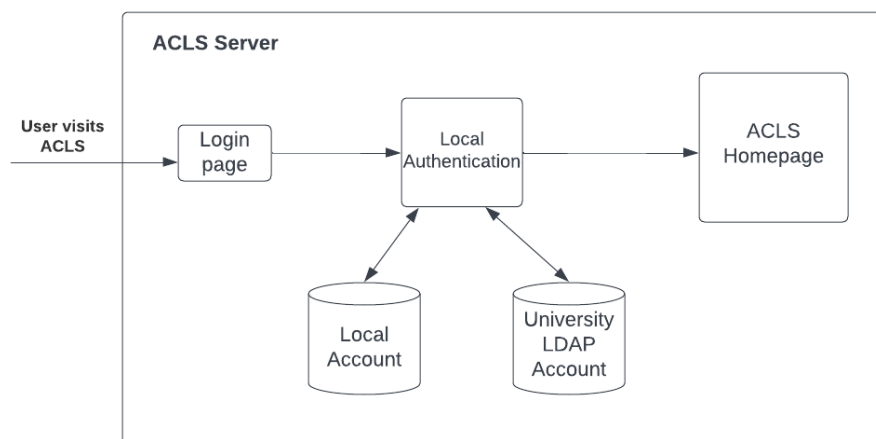 ACLS Server
User visits
ACLS
Login
page
Local
Authentication
ACLS
Homepage
Local
Account
University
LDAP
Account